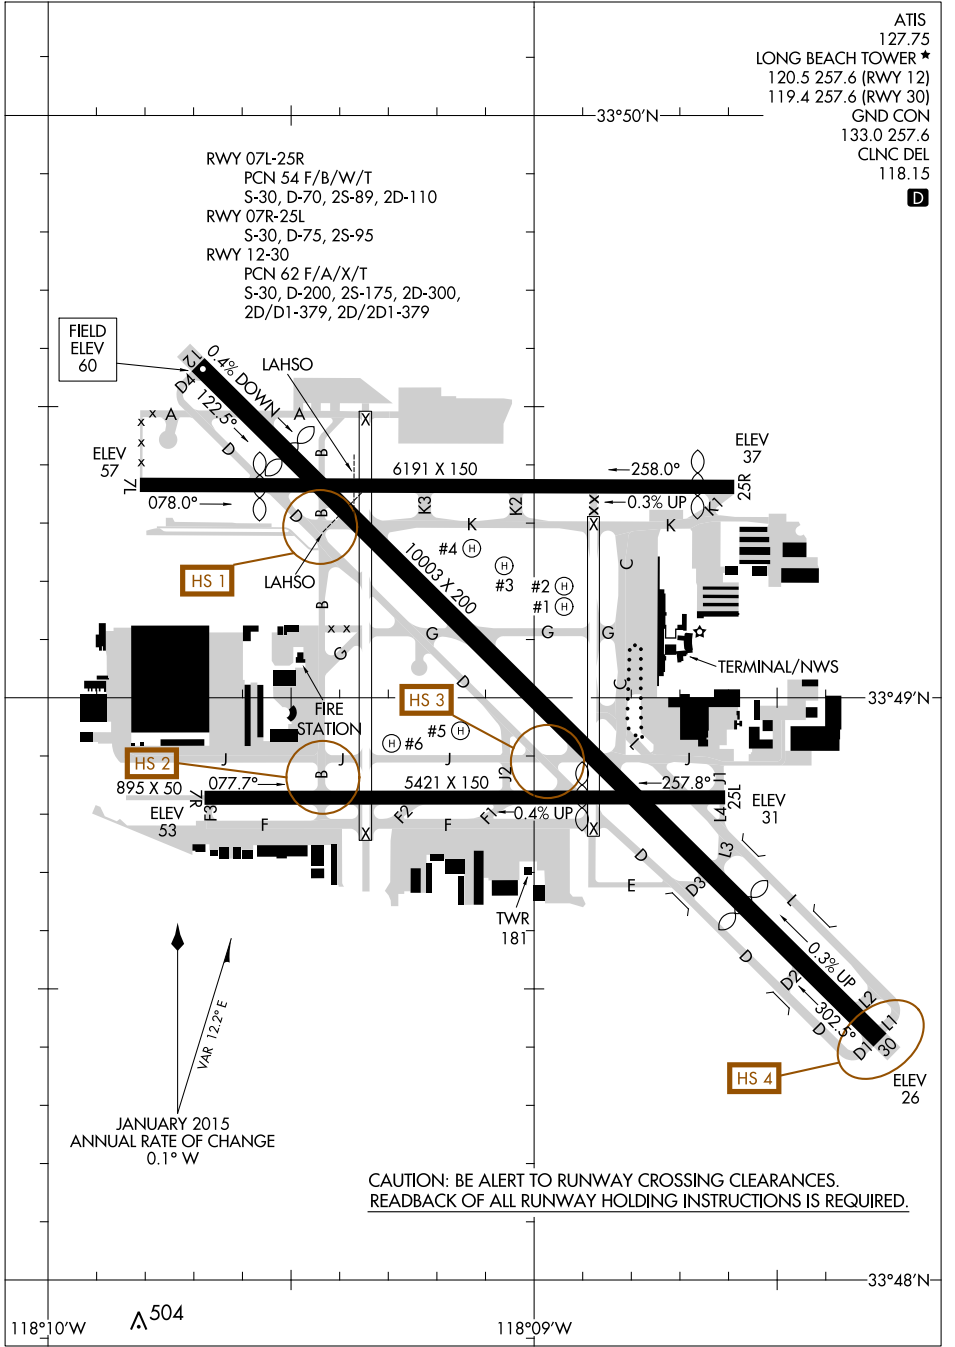 ATIS
127.75
LONG BEACH TOWER ★
120.5 257.6 (RWY 12)
119.4 257.6 (RWY 30)
GND CON
133.0 257.6
CLNC DEL
118.15
D
33°50'N
RWY 07L-25R
PCN 54 F/B/W/T
S-30, D-70, 2S-89, 2D-110
RWY 07R-25L
S-30, D-75, 2S-95
RWY 12-30
PCN 62 F/A/X/T
S-30, D-200, 2S-175, 2D-300,
2D/D1-379, 2D/2D1-379
FIELD
ELEV
60
12
0.4% DOWN
LAHSO
D4
122.5°
A
A
X
x
x
x
x
D
B
ELEV
57
7L
6191 X 150
258.0°
ELEV
37
25R
078.0°
0.3% UP
x
x
K1
K3
K2
K
K
X
D
B
HS 1
LAHSO
10003 X 200
#4 H
H
#3
#2 H
#1 H
C
B
x x
G
G
G
G
TERMINAL/NWS
C
D
HS 3
33°49'N
FIRE
STATION
#5 H
H #6
L
HS 2
J
J
J
J
J2
J1
B
895 X 50
7R
077.7°
5421 X 150
257.8°
25L
ELEV
53
F3
F
F2
F
F1
0.4% UP
L4
ELEV
31
X
X
D
L3
E
D3
L
TWR
181
D
D2
0.3% UP
302.5°
D
L2
L1
D1
30
HS 4
ELEV
26
VAR 12.2° E
JANUARY 2015
ANNUAL RATE OF CHANGE
0.1° W
CAUTION: BE ALERT TO RUNWAY CROSSING CLEARANCES.
READBACK OF ALL RUNWAY HOLDING INSTRUCTIONS IS REQUIRED.
33°48'N
504
118°10'W
118°09'W